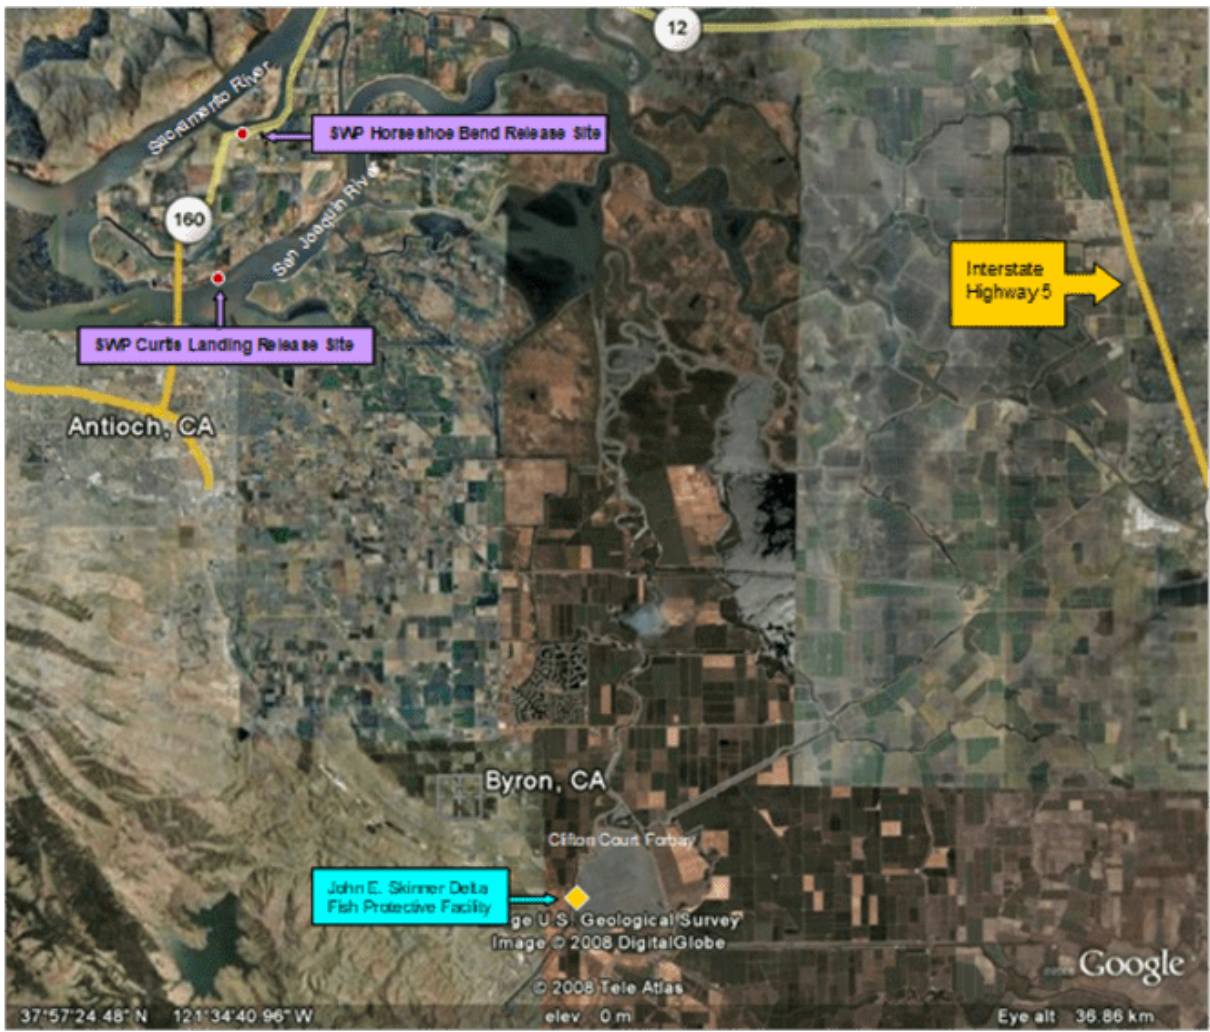 12
Sacramento River
SWP Horseshoe Bend Release Site
160
San Joaquin River
Interstate
Highway 5
SWP Curtis Landing Release Site
Antioch, CA
Byron, CA
Clifton Court Forbay
John E. Skinner Delta
Fish Protective Facility
ge U.S. Geological Survey
Image © 2008 DigitalGlobe
Google
© 2008 Tele Atlas
37°57'24.48" N 121°34'40.96" W elev 0 m Eye alt 36.86 km